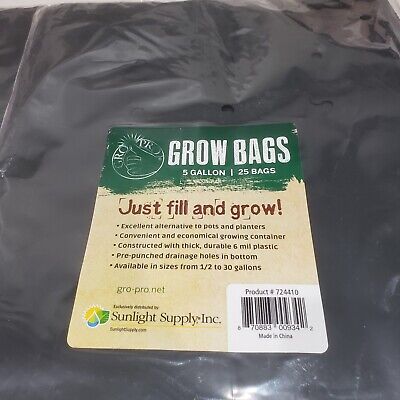 GRO PRO
GROW BAGS
5 GALLON | 25 BAGS
Just fill and grow!
• Excellent alternative to pots and planters
• Convenient and economical growing container
• Constructed with thick, durable 6 mil plastic
• Pre-punched drainage holes in bottom
• Available in sizes from 1/2 to 30 gallons
gro-pro.net
Product # 724410
Exclusively distributed by:
Sunlight Supply, Inc.
SunlightSupply.com
8 70883 00934 2
Made in China